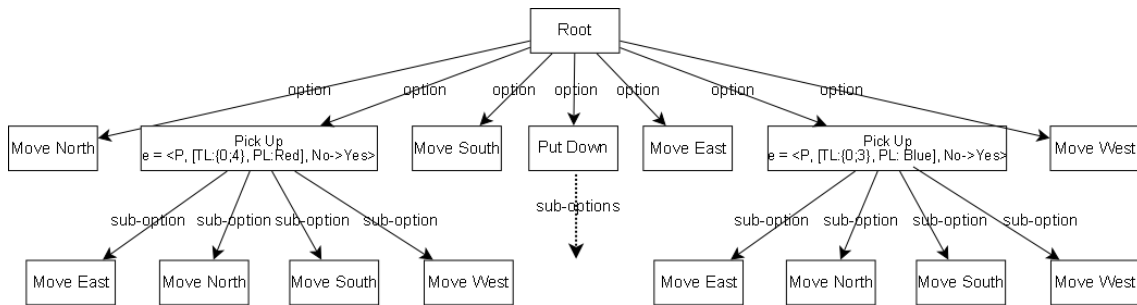 Root
option
option
option
option
option
option
option
Move North
Pick Up
e = <P, [TL:{0;4}, PL:Red], No->Yes>
Move South
Put Down
Move East
Pick Up
e = <P, [TL:{0;3}, PL: Blue], No->Yes>
Move West
sub-option
sub-option
sub-option
sub-option
sub-options
sub-option
sub-option
sub-option
sub-option
Move East
Move North
Move South
Move West
Move East
Move North
Move South
Move West